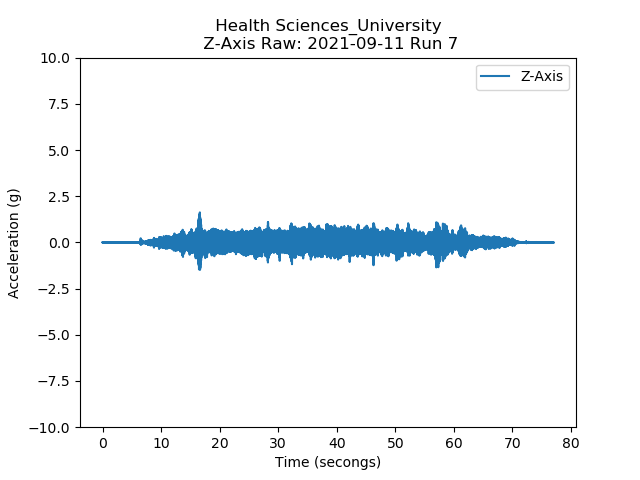 Health Sciences_University
Z-Axis Raw: 2021-09-11 Run 7
Z-Axis
10.0
7.5
5.0
2.5
0.0
−2.5
−5.0
−7.5
−10.0
Acceleration (g)
0 10 20 30 40 50 60 70 80
Time (secongs)